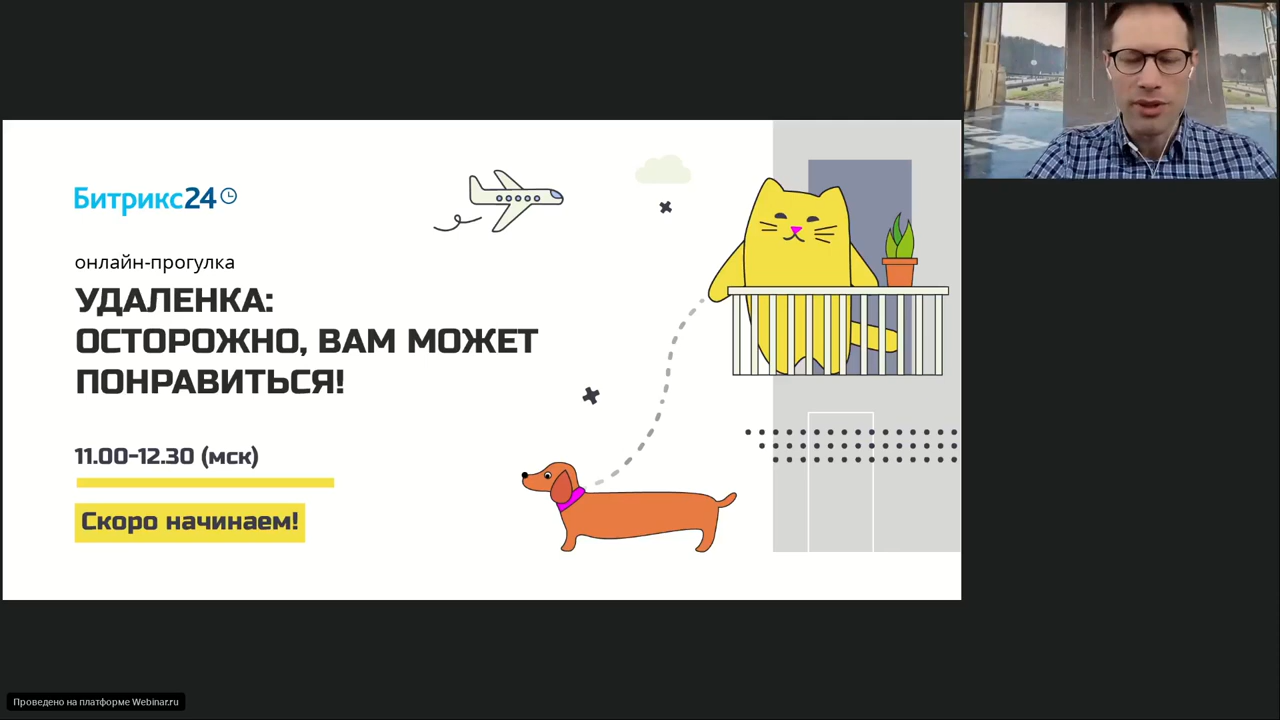 Битрикс24
онлайн-прогулка
УДАЛЕНКА:
ОСТОРОЖНО, ВАМ МОЖЕТ
ПОНРАВИТЬСЯ!
11.00-12.30 (мск)
Скоро начинаем!
Проведено на платформе Webinar.ru